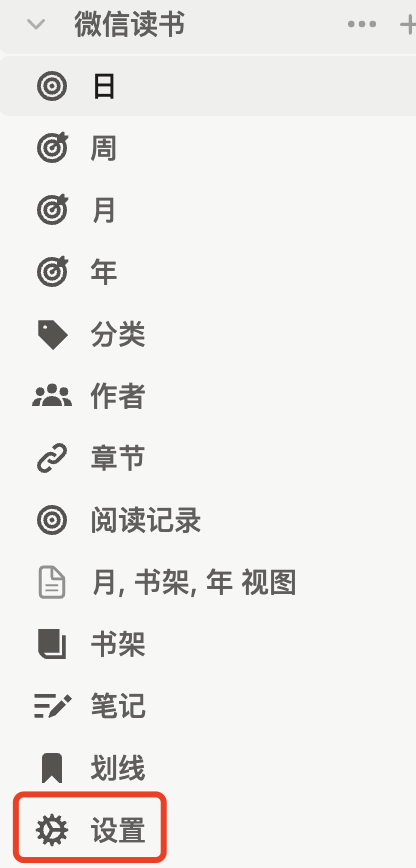 微信读书
日
周
月
年
分类
作者
章节
阅读记录
月, 书架, 年 视图
书架
笔记
划线
设置